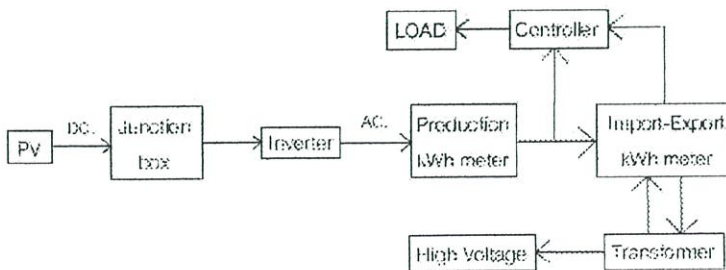 LOAD
Controller
PV
DC.
Junction
box
Inverter
AC.
Production
kWh meter
Import-Export
kWh meter
High Voltage
Transformer